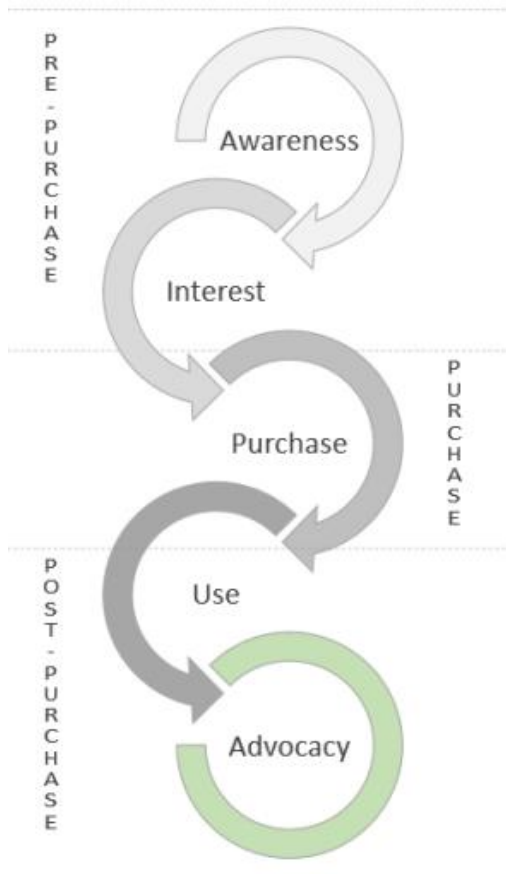 PRE-PURCHASE
Awareness
Interest
PURCHASE
Purchase
POST-PURCHASE
Use
Advocacy